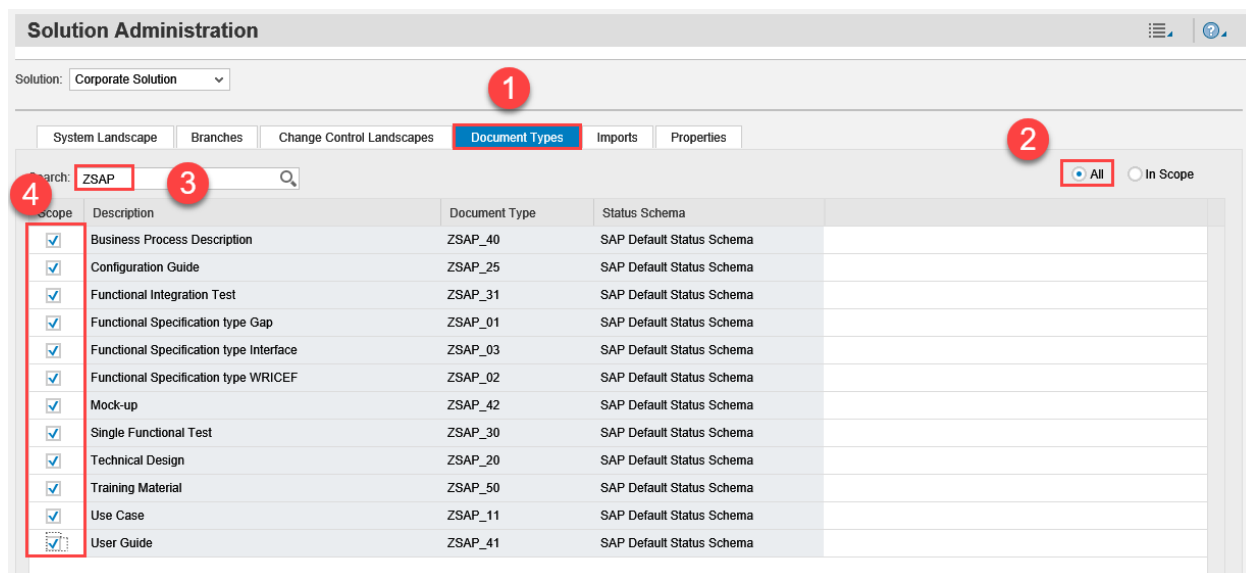 Solution Administration
Solution: Corporate Solution
1
System Landscape Branches Change Control Landscapes Document Types Imports Properties
2
Search: ZSAP 3 All In Scope
4
Scope Description Document Type Status Schema
Business Process Description ZSAP_40 SAP Default Status Schema
Configuration Guide ZSAP_25 SAP Default Status Schema
Functional Integration Test ZSAP_31 SAP Default Status Schema
Functional Specification type Gap ZSAP_01 SAP Default Status Schema
Functional Specification type Interface ZSAP_03 SAP Default Status Schema
Functional Specification type WRICEF ZSAP_02 SAP Default Status Schema
Mock-up ZSAP_42 SAP Default Status Schema
Single Functional Test ZSAP_30 SAP Default Status Schema
Technical Design ZSAP_20 SAP Default Status Schema
Training Material ZSAP_50 SAP Default Status Schema
Use Case ZSAP_11 SAP Default Status Schema
User Guide ZSAP_41 SAP Default Status Schema